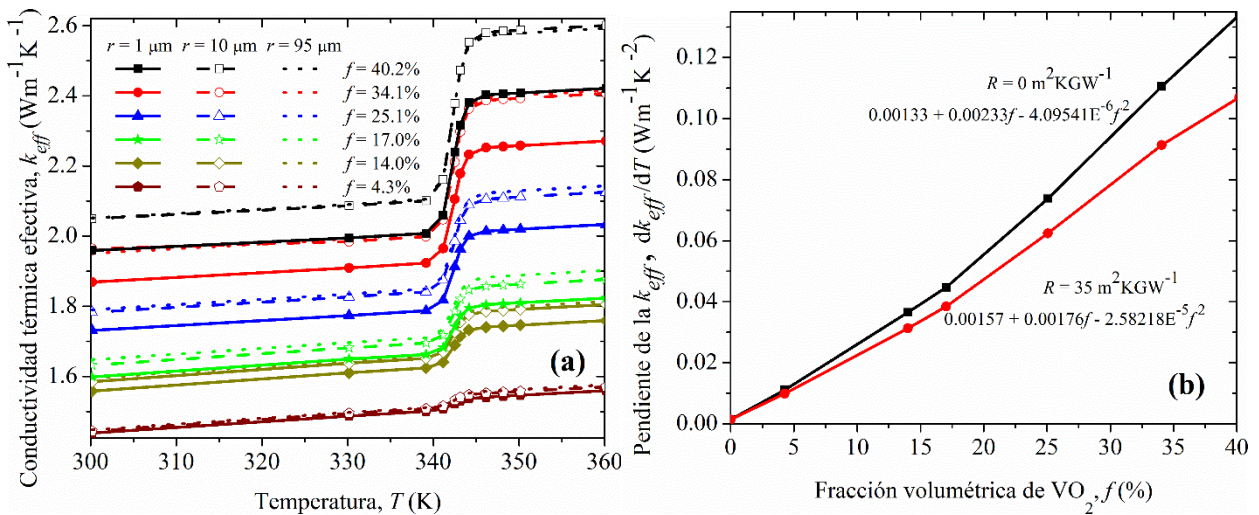 2.6
2.4
2.2
2.0
1.8
1.6
300 310 320 330 340 350 360
Conductividad térmica efectiva, k_eff (Wm⁻¹K⁻¹)
Temperatura, T (K)
r = 1 μm r = 10 μm r = 95 μm
f = 40.2%
f = 34.1%
f = 25.1%
f = 17.0%
f = 14.0%
f = 4.3%
(a)
0.12
0.10
0.08
0.06
0.04
0.02
0.00
0 5 10 15 20 25 30 35 40
Pendiente de la k_eff, dk_eff/dT (Wm⁻¹K⁻²)
Fracción volumétrica de VO₂, f (%)
R = 0 m²KGW⁻¹
0.00133 + 0.00233f - 4.09541E⁻⁶f²
R = 35 m²KGW⁻¹
0.00157 + 0.00176f - 2.58218E⁻⁵f²
(b)